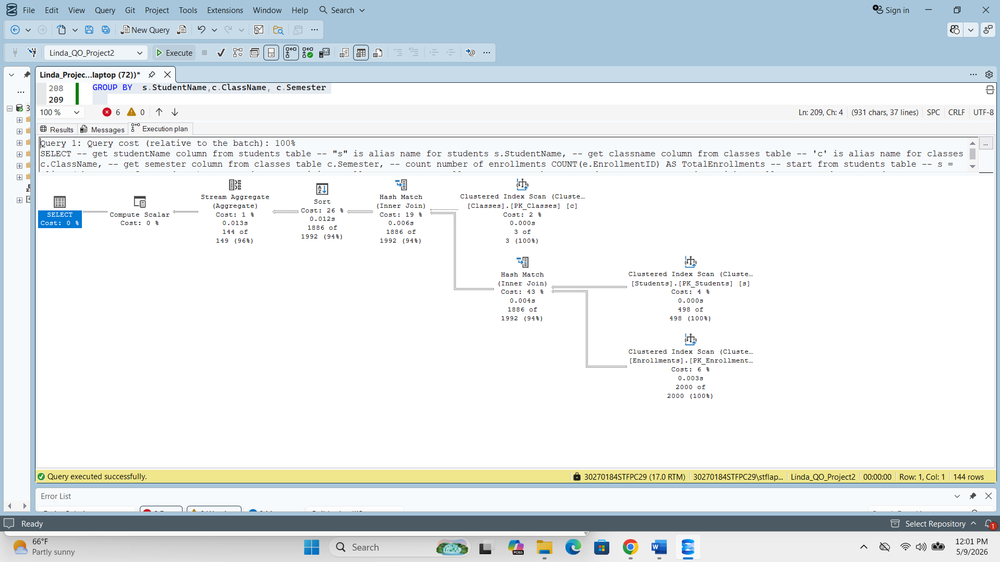 File Edit View Query Git Project Tools Extensions Window Help Search Sign in
New Query
Linda_QO_Project2 Execute
Linda_Projec...laptop (72))*
208 GROUP BY s.StudentName,c.ClassName, c.Semester
209
100 % 6 0 Ln: 209, Ch: 4 (931 chars, 37 lines) SPC CRLF UTF-8
3
Results Messages Execution plan
Query 1: Query cost (relative to the batch): 100%
SELECT -- get studentName column from students table -- "s" is alias name for students s.StudentName, -- get classname column from classes table -- 'c' is alias name for classes
c.ClassName, -- get semester column from classes table c.Semester, -- count number of enrollments COUNT(e.EnrollmentID) AS TotalEnrollments -- start from students table -- s =
SELECT
Cost: 0 %
Compute Scalar
Cost: 0 %
Stream Aggregate
(Aggregate)
Cost: 1 %
0.013s
144 of
149 (96%)
Sort
Cost: 26 %
0.012s
1886 of
1992 (94%)
Hash Match
(Inner Join)
Cost: 19 %
0.006s
1886 of
1992 (94%)
Clustered Index Scan (Cluste…
[Classes].[PK_Classes] [c]
Cost: 2 %
0.000s
3 of
3 (100%)
Hash Match
(Inner Join)
Cost: 43 %
0.004s
1886 of
1992 (94%)
Clustered Index Scan (Cluste…
[Students].[PK_Students] [s]
Cost: 4 %
0.000s
498 of
498 (100%)
Clustered Index Scan (Cluste…
[Enrollments].[PK_Enrollment…
Cost: 6 %
0.003s
2000 of
2000 (100%)
Query executed successfully. 30270184STFPC29 (17.0 RTM) 30270184STFPC29\stflap... Linda_QO_Project2 00:00:00 Row: 1, Col: 1 144 rows
Error List
Ready Select Repository 1
66°F
Partly sunny
Search
M365
12:01 PM
5/9/2026